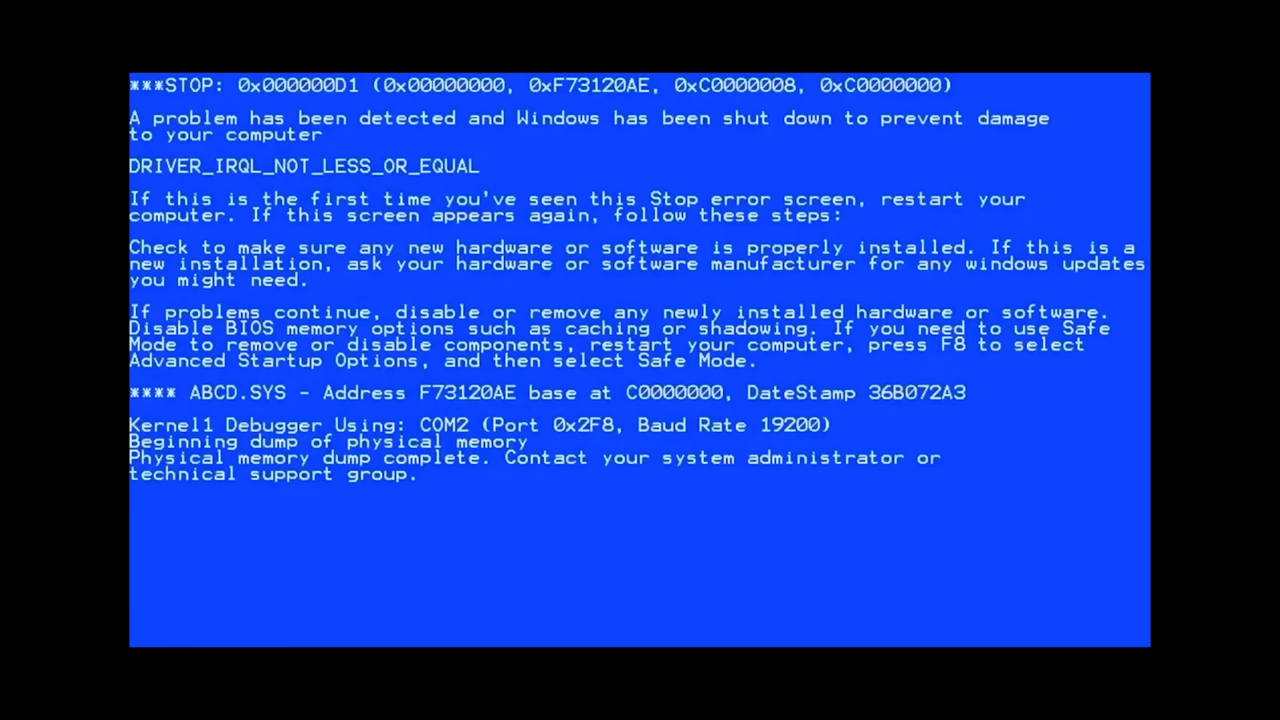 ***STOP: 0x000000D1 (0x00000000, 0xF73120AE, 0xC0000008, 0xC0000000)
A problem has been detected and Windows has been shut down to prevent damage
to your computer
DRIVER_IRQL_NOT_LESS_OR_EQUAL
If this is the first time you've seen this Stop error screen, restart your
computer. If this screen appears again, follow these steps:
Check to make sure any new hardware or software is properly installed. If this is a
new installation, ask your hardware or software manufacturer for any windows updates
you might need.
If problems continue, disable or remove any newly installed hardware or software.
Disable BIOS memory options such as caching or shadowing. If you need to use Safe
Mode to remove or disable components, restart your computer, press F8 to select
Advanced Startup Options, and then select Safe Mode.
**** ABCD.SYS - Address F73120AE base at C0000000, DateStamp 36B072A3
Kernel1 Debugger Using: COM2 (Port 0x2F8, Baud Rate 19200)
Beginning dump of physical memory
Physical memory dump complete. Contact your system administrator or
technical support group.